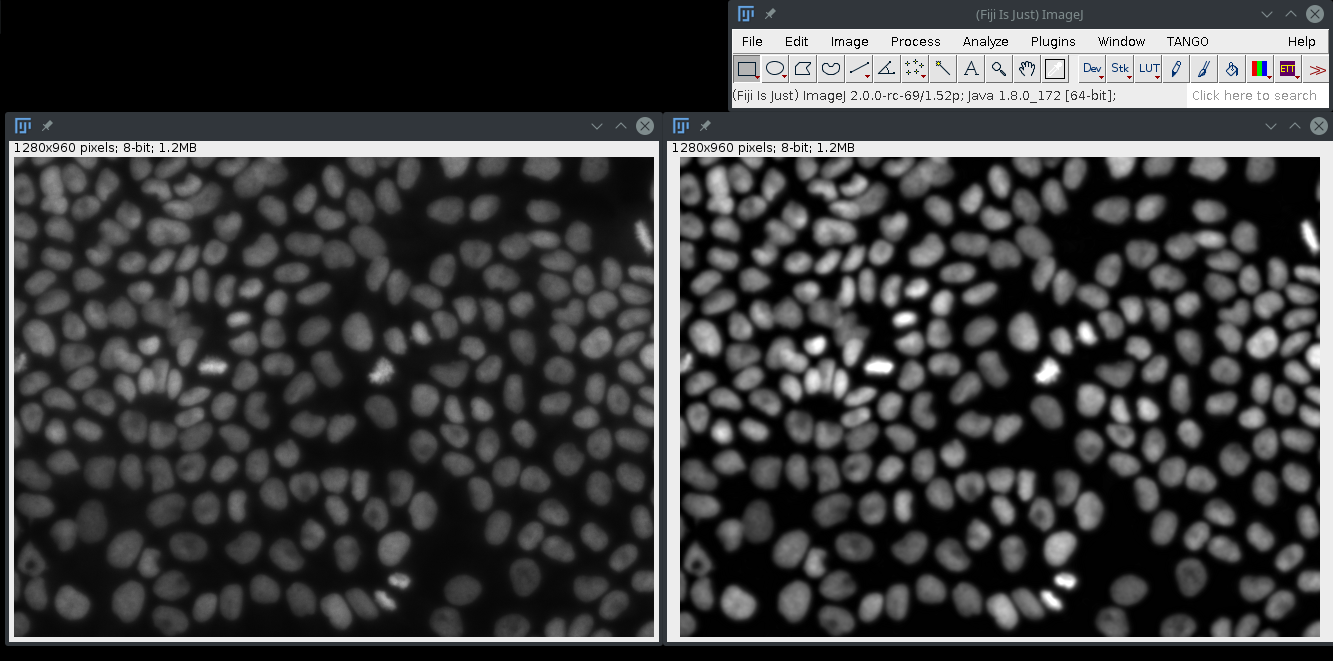 (Fiji Is Just) ImageJ
File Edit Image Process Analyze Plugins Window TANGO Help
Dev Stk LUT ETT >>
(Fiji Is Just) ImageJ 2.0.0-rc-69/1.52p; Java 1.8.0_172 [64-bit]; Click here to search
1280x960 pixels; 8-bit; 1.2MB
1280x960 pixels; 8-bit; 1.2MB